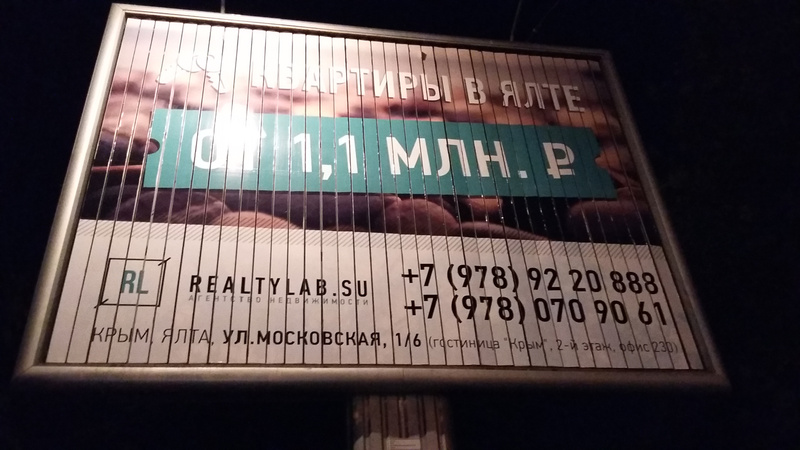 КВАРТИРЫ В ЯЛТЕ
ОТ 1,1 МЛН. ₽
RL
REALTYLAB.SU
АГЕНТСТВО НЕДВИЖИМОСТИ
+7 (978) 92 20 888
+7 (978) 070 90 61
КРЫМ, ЯЛТА, УЛ.МОСКОВСКАЯ, 1/6 (гостиница "Крым", 2-й этаж, офис 230)